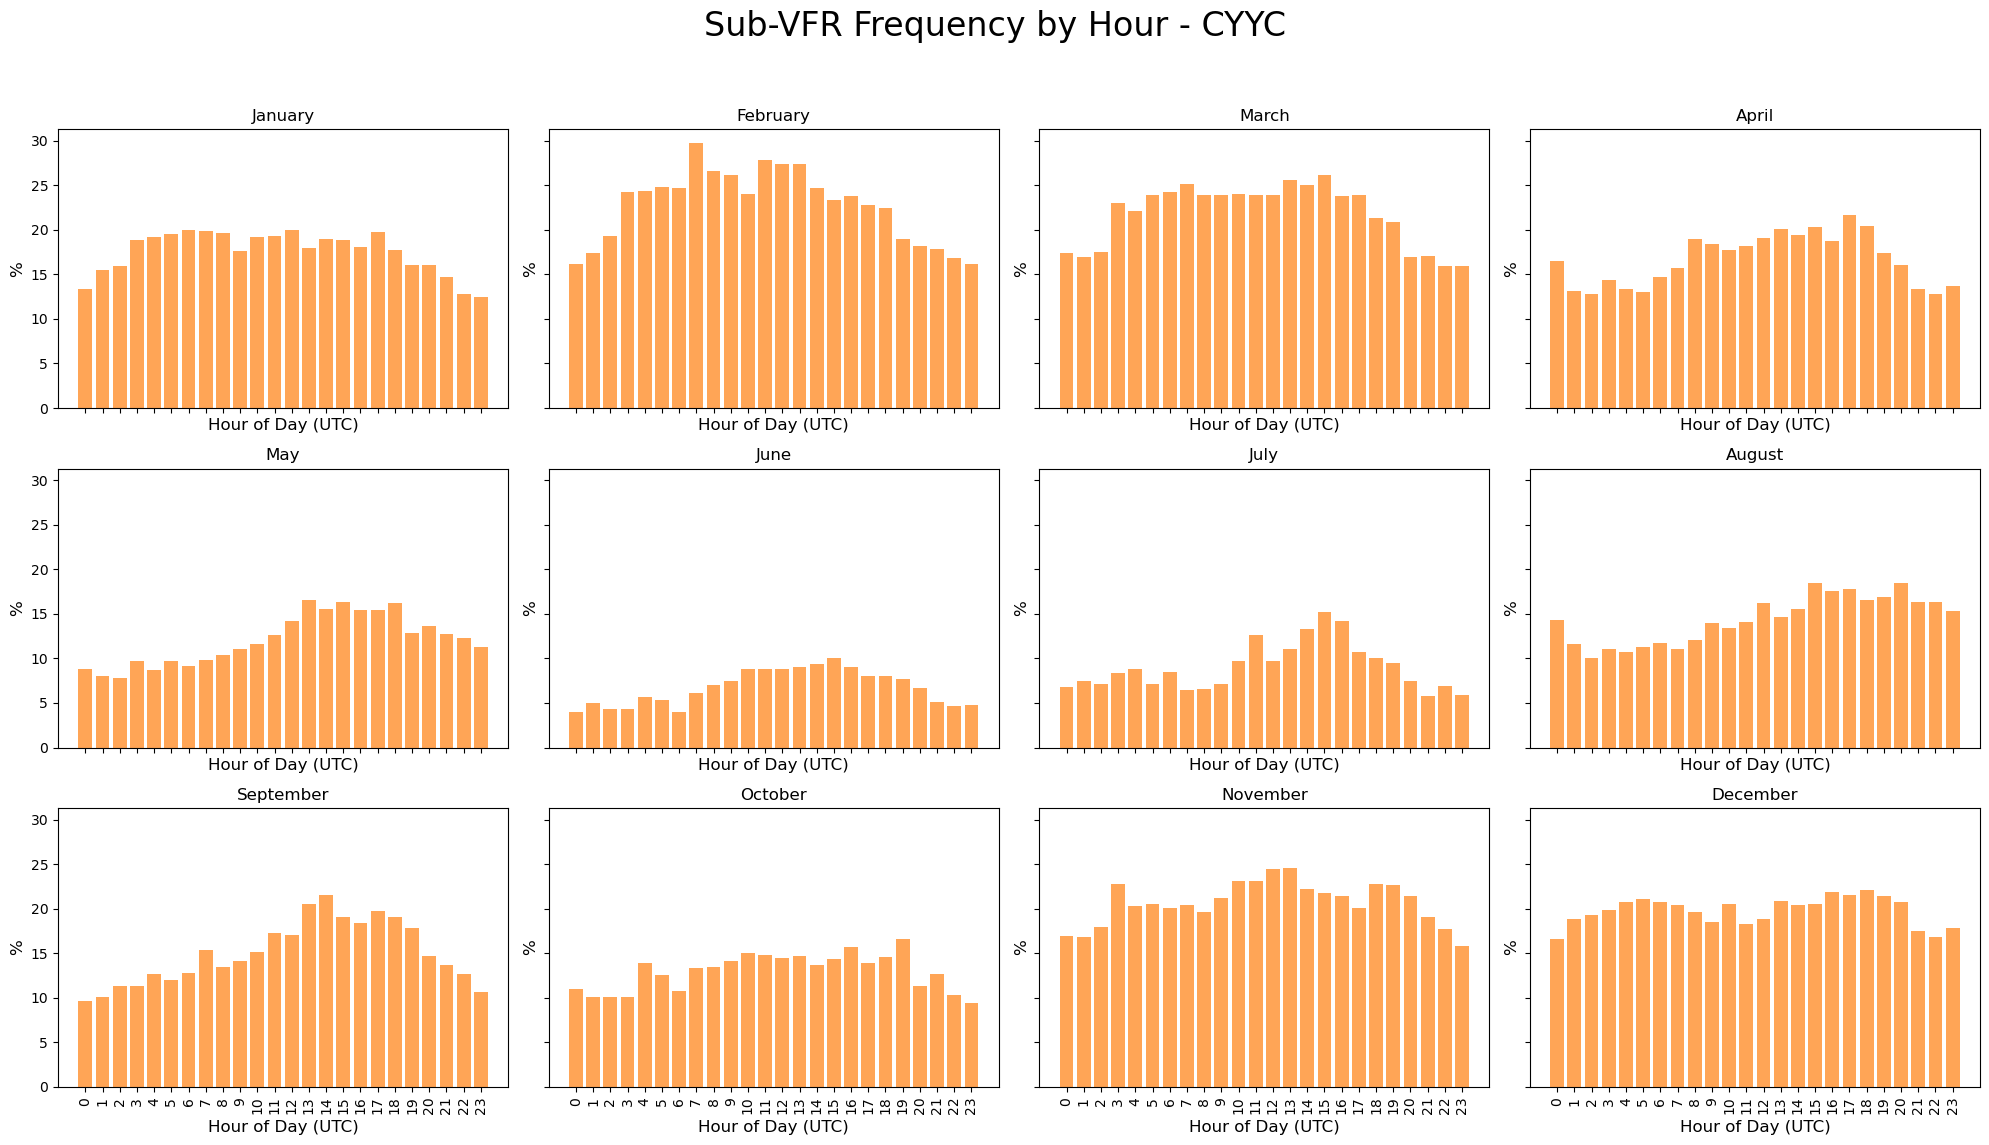 Sub-VFR Frequency by Hour - CYYC
January
February
March
April
30
25
20
15
10
5
0
%
%
%
%
Hour of Day (UTC)
Hour of Day (UTC)
Hour of Day (UTC)
Hour of Day (UTC)
May
June
July
August
30
25
20
15
10
5
0
%
%
%
%
Hour of Day (UTC)
Hour of Day (UTC)
Hour of Day (UTC)
Hour of Day (UTC)
September
October
November
December
30
25
20
15
10
5
0
%
%
%
%
0 1 2 3 4 5 6 7 8 9 10 11 12 13 14 15 16 17 18 19 20 21 22 23
0 1 2 3 4 5 6 7 8 9 10 11 12 13 14 15 16 17 18 19 20 21 22 23
0 1 2 3 4 5 6 7 8 9 10 11 12 13 14 15 16 17 18 19 20 21 22 23
0 1 2 3 4 5 6 7 8 9 10 11 12 13 14 15 16 17 18 19 20 21 22 23
Hour of Day (UTC)
Hour of Day (UTC)
Hour of Day (UTC)
Hour of Day (UTC)